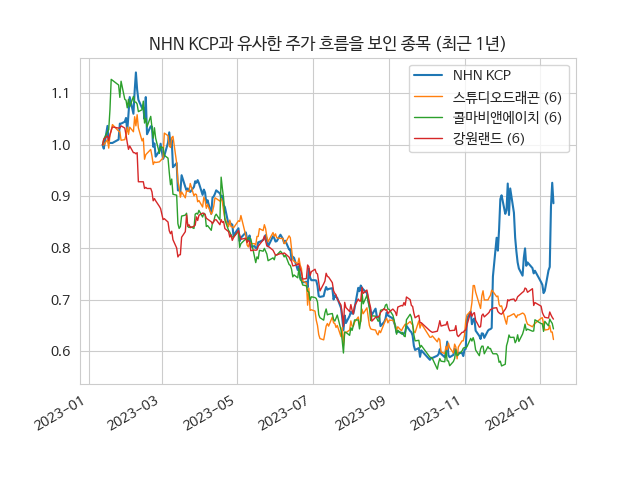 NHN KCP과 유사한 주가 흐름을 보인 종목 (최근 1년)
NHN KCP
스튜디오드래곤 (6)
콜마비앤에이치 (6)
강원랜드 (6)
1.1
1.0
0.9
0.8
0.7
0.6
2023-01
2023-03
2023-05
2023-07
2023-09
2023-11
2024-01